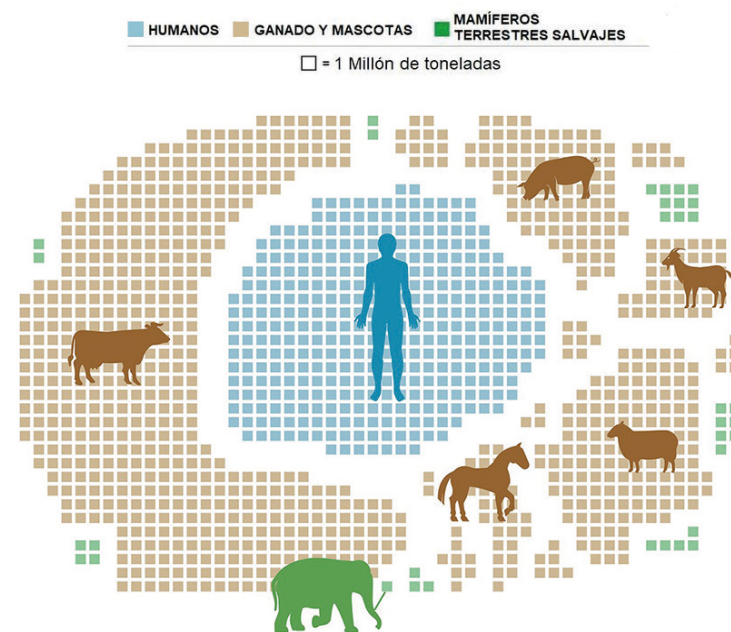 HUMANOS GANADO Y MASCOTAS MAMÍFEROS
TERRESTRES SALVAJES
= 1 Millón de toneladas